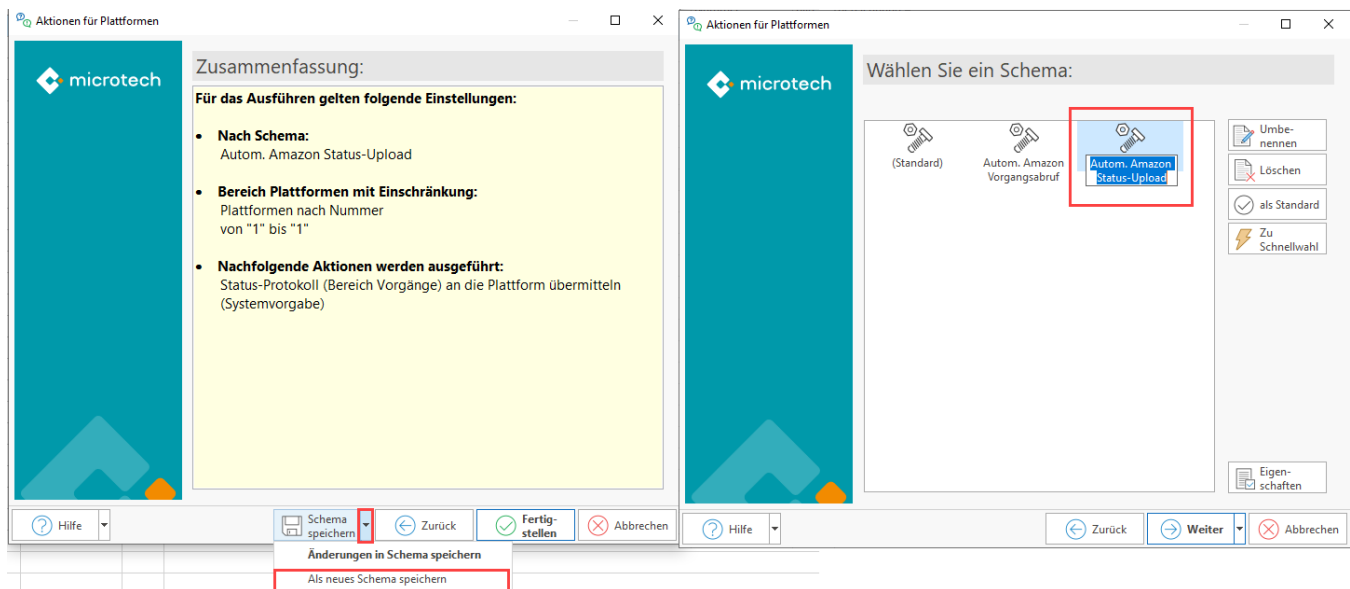 Aktionen für Plattformen
microtech
Zusammenfassung:
Für das Ausführen gelten folgende Einstellungen:
• Nach Schema:
Autom. Amazon Status-Upload
• Bereich Plattformen mit Einschränkung:
Plattformen nach Nummer
von "1" bis "1"
• Nachfolgende Aktionen werden ausgeführt:
Status-Protokoll (Bereich Vorgänge) an die Plattform übermitteln
(Systemvorgabe)
Hilfe
Schema
speichern
Zurück
Fertig-
stellen
Abbrechen
Änderungen in Schema speichern
Als neues Schema speichern
Aktionen für Plattformen
microtech
Wählen Sie ein Schema:
(Standard)
Autom. Amazon
Vorgangsabruf
Autom. Amazon
Status-Upload
Umbe-
nennen
Löschen
als Standard
Zu
Schnellwahl
Eigen-
schaften
Hilfe
Zurück
Weiter
Abbrechen